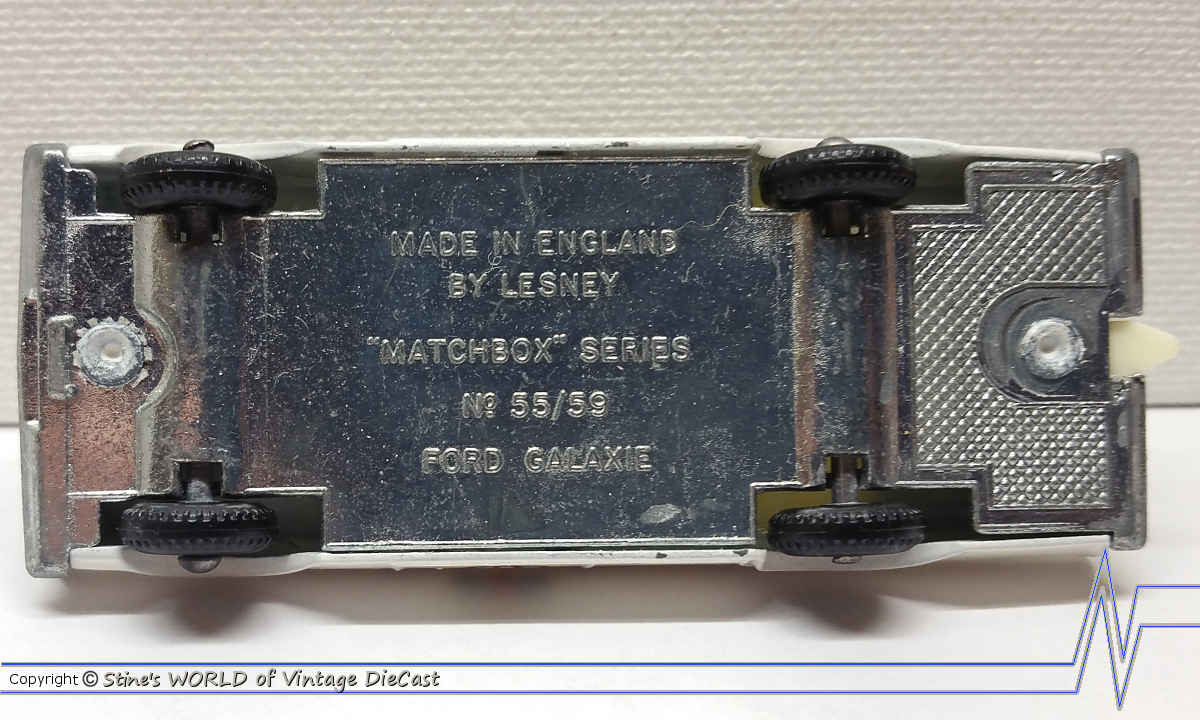 MADE IN ENGLAND
BY LESNEY
"MATCHBOX" SERIES
Nº 55/59
FORD GALAXIE
Copyright © Stine's WORLD of Vintage DieCast